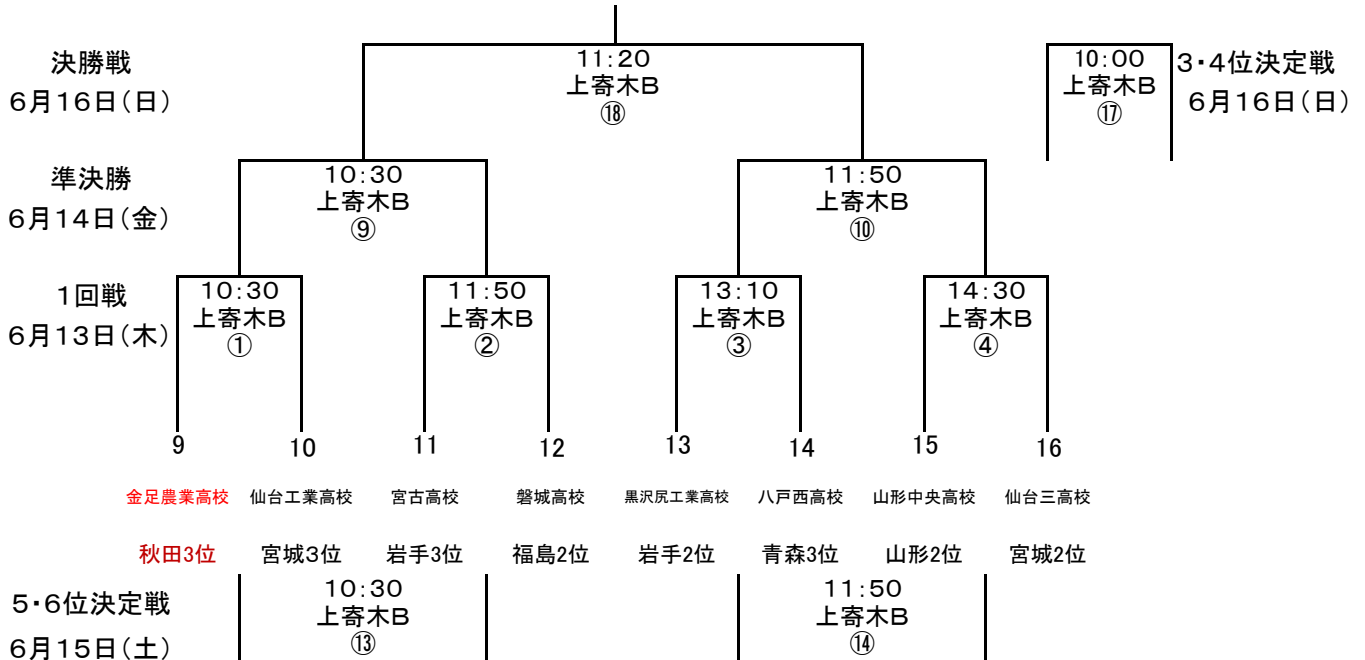 決勝戦
6月16日(日)
11:20
上寄木B
⑱
10:00
上寄木B
⑰
3・4位決定戦
6月16日(日)
準決勝
6月14日(金)
10:30
上寄木B
⑨
11:50
上寄木B
⑩
1回戦
6月13日(木)
10:30
上寄木B
①
11:50
上寄木B
②
13:10
上寄木B
③
14:30
上寄木B
④
9 10 11 12 13 14 15 16
金足農業高校 仙台工業高校 宮古高校 磐城高校 黒沢尻工業高校 八戸西高校 山形中央高校 仙台三高校
秋田3位 宮城3位 岩手3位 福島2位 岩手2位 青森3位 山形2位 宮城2位
5・6位決定戦
6月15日(土)
10:30
上寄木B
⑬
11:50
上寄木B
⑭